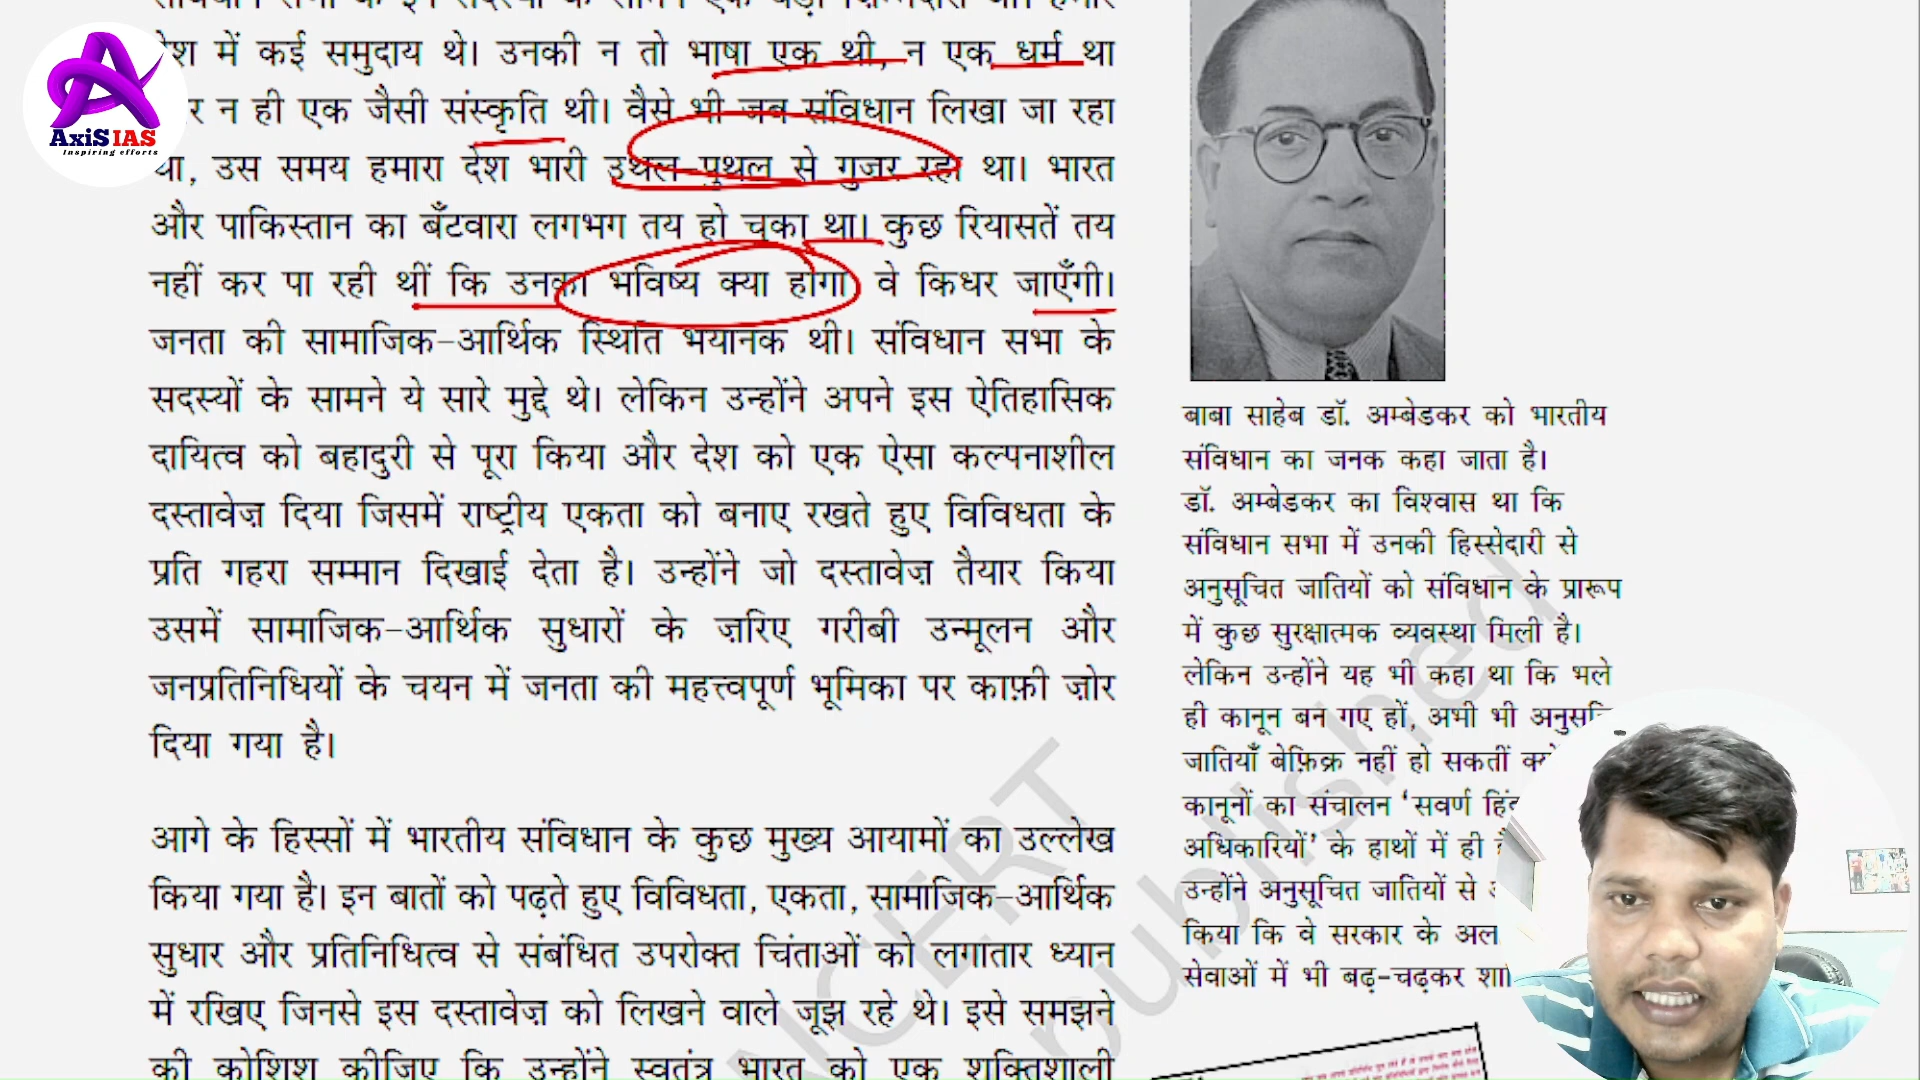 देश में कई समुदाय थे। उनकी न तो भाषा एक थी, न एक धर्म था
र न ही एक जैसी संस्कृति थी। वैसे भी जब संविधान लिखा जा रहा
था, उस समय हमारा देश भारी उथल-पुथल से गुजर रहा था। भारत
और पाकिस्तान का बँटवारा लगभग तय हो चुका था। कुछ रियासतें तय
नहीं कर पा रही थीं कि उनका भविष्य क्या होगा वे किधर जाएँगी।
जनता की सामाजिक-आर्थिक स्थिति भयानक थी। संविधान सभा के
सदस्यों के सामने ये सारे मुद्दे थे। लेकिन उन्होंने अपने इस ऐतिहासिक
दायित्व को बहादुरी से पूरा किया और देश को एक ऐसा कल्पनाशील
दस्तावेज़ दिया जिसमें राष्ट्रीय एकता को बनाए रखते हुए विविधता के
प्रति गहरा सम्मान दिखाई देता है। उन्होंने जो दस्तावेज़ तैयार किया
उसमें सामाजिक-आर्थिक सुधारों के ज़रिए गरीबी उन्मूलन और
जनप्रतिनिधियों के चयन में जनता की महत्त्वपूर्ण भूमिका पर काफ़ी ज़ोर
दिया गया है।
आगे के हिस्सों में भारतीय संविधान के कुछ मुख्य आयामों का उल्लेख
किया गया है। इन बातों को पढ़ते हुए विविधता, एकता, सामाजिक-आर्थिक
सुधार और प्रतिनिधित्व से संबंधित उपरोक्त चिंताओं को लगातार ध्यान
में रखिए जिनसे इस दस्तावेज़ को लिखने वाले जूझ रहे थे। इसे समझने
की कोशिश कीजिए कि उन्होंने स्वतंत्र भारत को एक शक्तिशाली
बाबा साहेब डॉ. अम्बेडकर को भारतीय
संविधान का जनक कहा जाता है।
डॉ. अम्बेडकर का विश्वास था कि
संविधान सभा में उनकी हिस्सेदारी से
अनुसूचित जातियों को संविधान के प्रारूप
में कुछ सुरक्षात्मक व्यवस्था मिली है।
लेकिन उन्होंने यह भी कहा था कि भले
ही कानून बन गए हों, अभी भी
जातियाँ बेफ़िक्र नहीं हो सकतीं
कानूनों का संचालन 'सवर्ण
अधिकारियों' के हाथों में ही
उन्होंने अनुसूचित जातियों से
किया कि वे सरकार के
सेवाओं में भी बढ़-चढ़कर
AxiS IAS
Inspiring efforts
NCERT
published